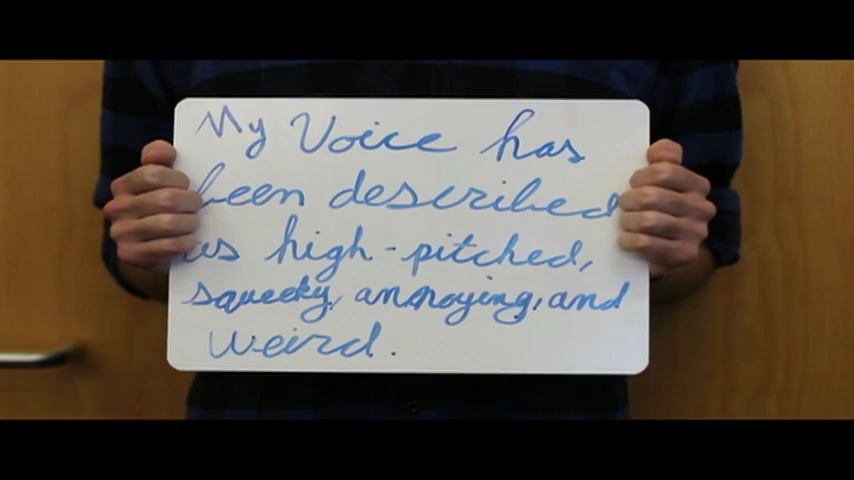 My Voice has
been described
as high-pitched,
squeeky, annoying, and
weird.